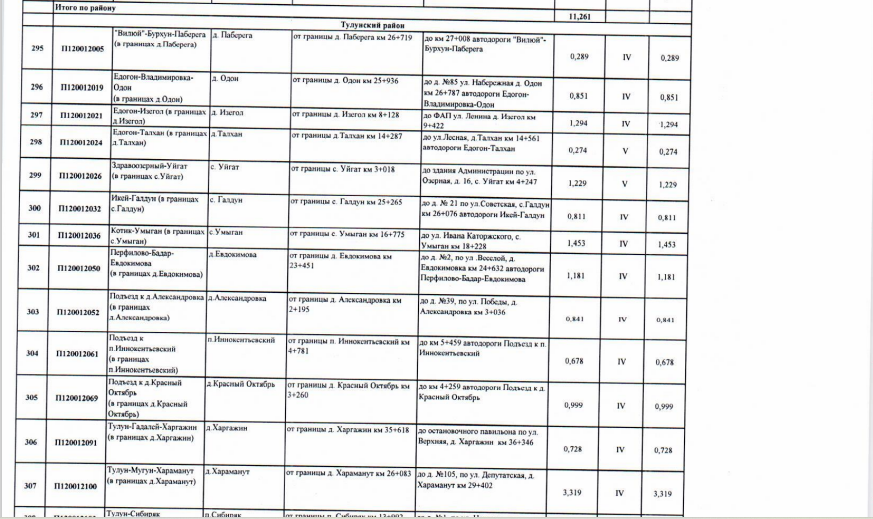 Итого по району 11,261
Тулунский район
295 П120012005 "Вилюй"-Бурхун-Паберега (в границах д.Паберега) д. Паберега от границы д. Паберега км 26+719 до км 27+008 автодороги "Вилюй"-Бурхун-Паберега 0,289 IV 0,289
296 П120012019 Едогон-Владимировка-Одон (в границах д.Одон) д. Одон от границы д. Одон км 25+936 до д. №85 ул. Набережная д. Одон км 26+787 автодороги Едогон-Владимировка-Одон 0,851 IV 0,851
297 П120012021 Едогон-Изегол (в границах д.Изегол) д. Изегол от границы д. Изегол км 8+128 до ФАП ул. Ленина д. Изегол км 9+422 1,294 IV 1,294
298 П120012024 Едогон-Талхан (в границах д.Талхан) д.Талхан от границы д.Талхан км 14+287 до ул.Лесная, д.Талхан км 14+561 автодороги Едогон-Талхан 0,274 V 0,274
299 П120012026 Здравоозерный-Уйгат (в границах с.Уйгат) с. Уйгат от границы с. Уйгат км 3+018 до здания Администрации по ул. Озерная, д. 16, с. Уйгат км 4+247 1,229 V 1,229
300 П120012032 Икей-Галдун (в границах с.Галдун) с. Галдун от границы с. Галдун км 25+265 до д. № 21 по ул.Советская, с.Галдун км 26+076 автодороги Икей-Галдун 0,811 IV 0,811
301 П120012036 Котик-Умыган (в границах с.Умыган) с.Умыган от границы с. Умыган км 16+775 до ул. Ивана Каторжского, с. Умыган км 18+228 1,453 IV 1,453
302 П120012050 Перфилово-Бадар-Евдокимова (в границах д.Евдокимова) д.Евдокимова от границы д. Евдокимова км 23+451 до д. №2, по ул .Веселой, д. Евдокимовка км 24+632 автодороги Перфилово-Бадар-Евдокимова 1,181 IV 1,181
303 П120012052 Подъезд к д.Александровка (в границах д.Александровка) д.Александровка от границы д. Александровка км 2+195 до д. №39, по ул. Победы, д. Александровка км 3+036 0,841 IV 0,841
304 П120012061 Подъезд к п.Иннокентьевский (в границах п.Иннокентьевский) п.Иннокентьевский от границы п. Иннокентьевский км 4+781 до км 5+459 автодороги Подъезд к п. Иннокентьевский 0,678 IV 0,678
305 П120012069 Подъезд к д.Красный Октябрь (в границах д.Красный Октябрь) д.Красный Октябрь от границы д. Красный Октябрь км 3+260 до км 4+259 автодороги Подъезд к д. Красный Октябрь 0,999 IV 0,999
306 П120012091 Тулун-Гадалей-Харгажин (в границах д.Харгажин) д.Харгажин от границы д. Харгажин км 35+618 до остановочного павильона по ул. Верхняя, д. Харгажин км 36+346 0,728 IV 0,728
307 П120012100 Тулун-Мугун-Хараманут (в границах д.Хараманут) д.Хараманут от границы д. Хараманут км 26+083 до д. №105, по ул. Депутатская, д. Хараманут км 29+402 3,319 IV 3,319
Тулун-Сибиряк п.Сибиряк от границы п. Сибиряк км